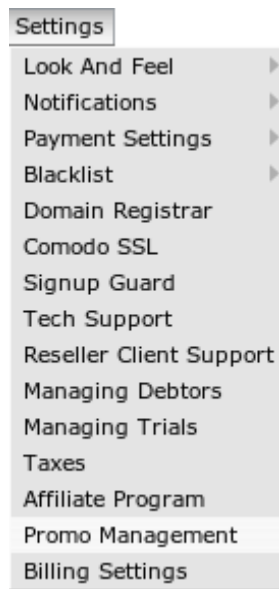 Settings
Look And Feel
Notifications
Payment Settings
Blacklist
Domain Registrar
Comodo SSL
Signup Guard
Tech Support
Reseller Client Support
Managing Debtors
Managing Trials
Taxes
Affiliate Program
Promo Management
Billing Settings